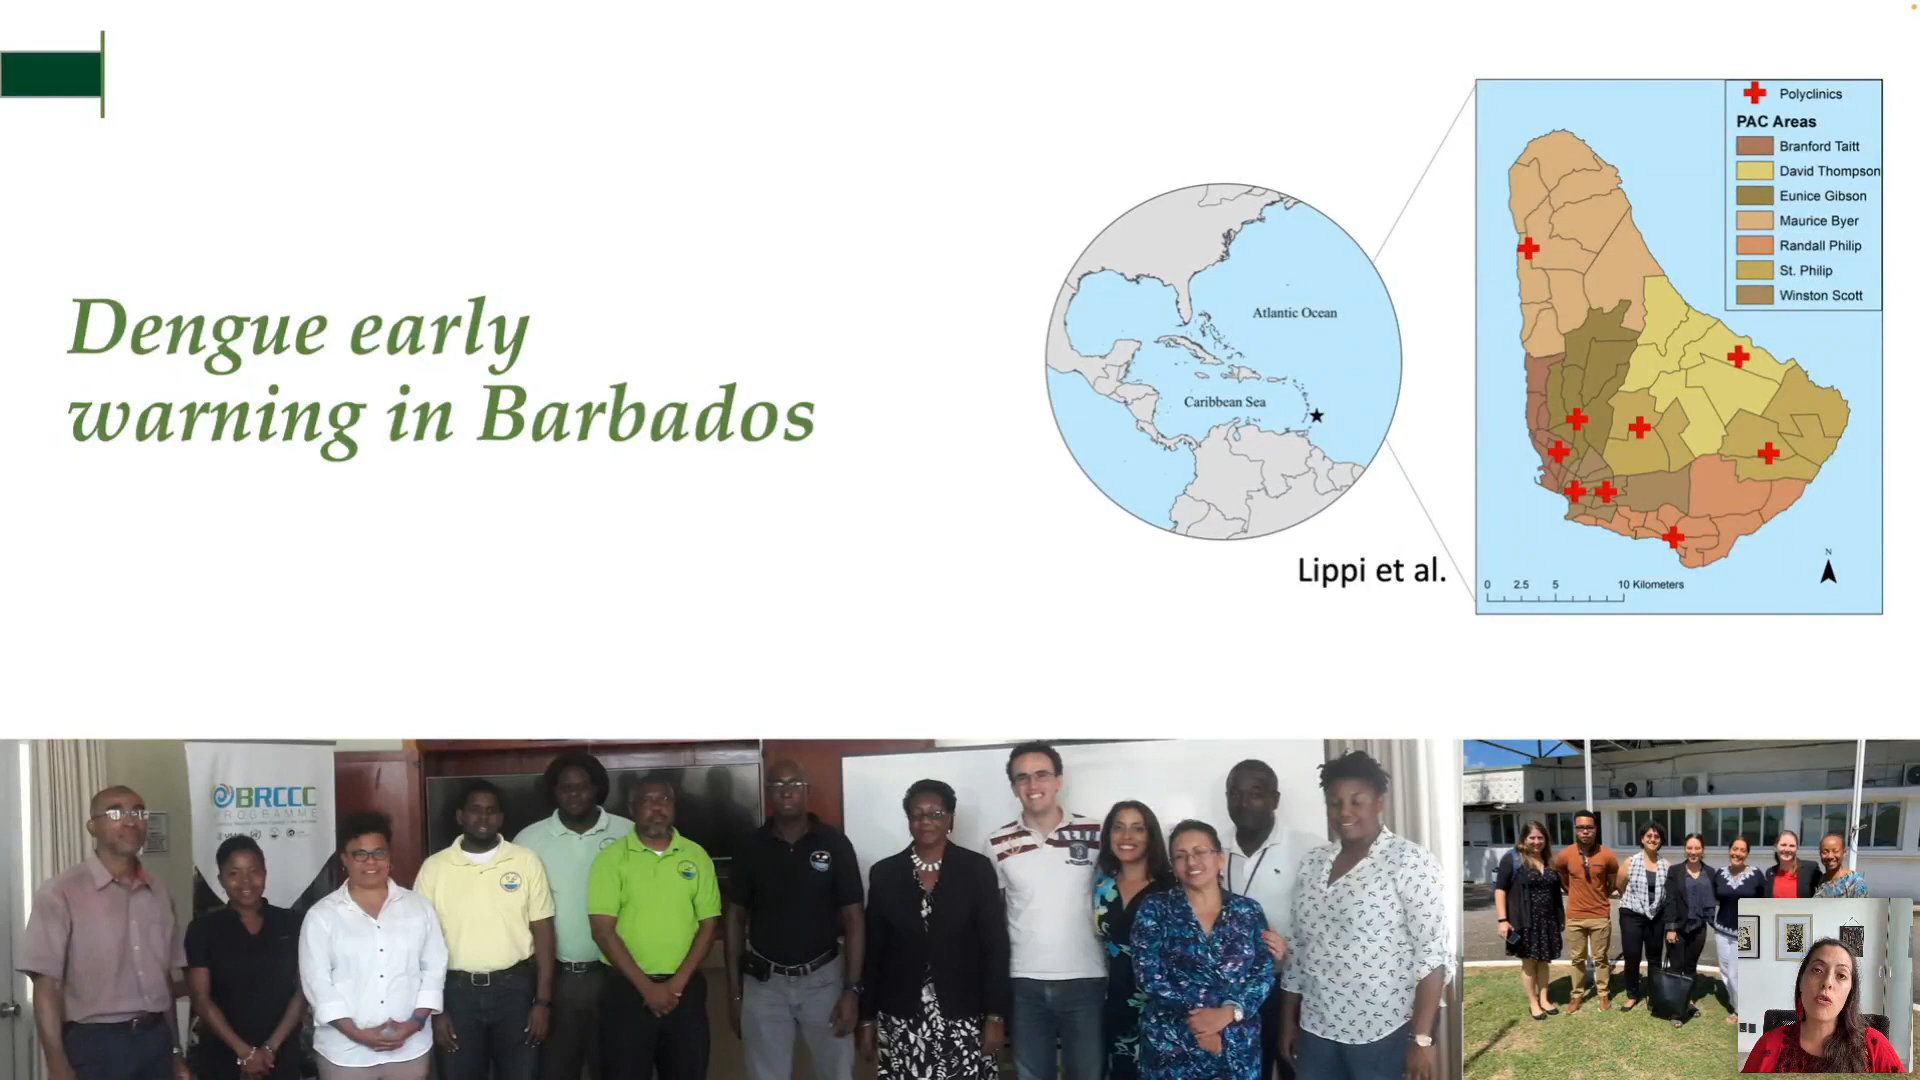 Dengue early
warning in Barbados
Atlantic Ocean
Caribbean Sea
Lippi et al.
Polyclinics
PAC Areas
Branford Taitt
David Thompson
Eunice Gibson
Maurice Byer
Randall Philip
St. Philip
Winston Scott
N
0 2.5 5 10 Kilometers
BRCCC
PROGRAMME